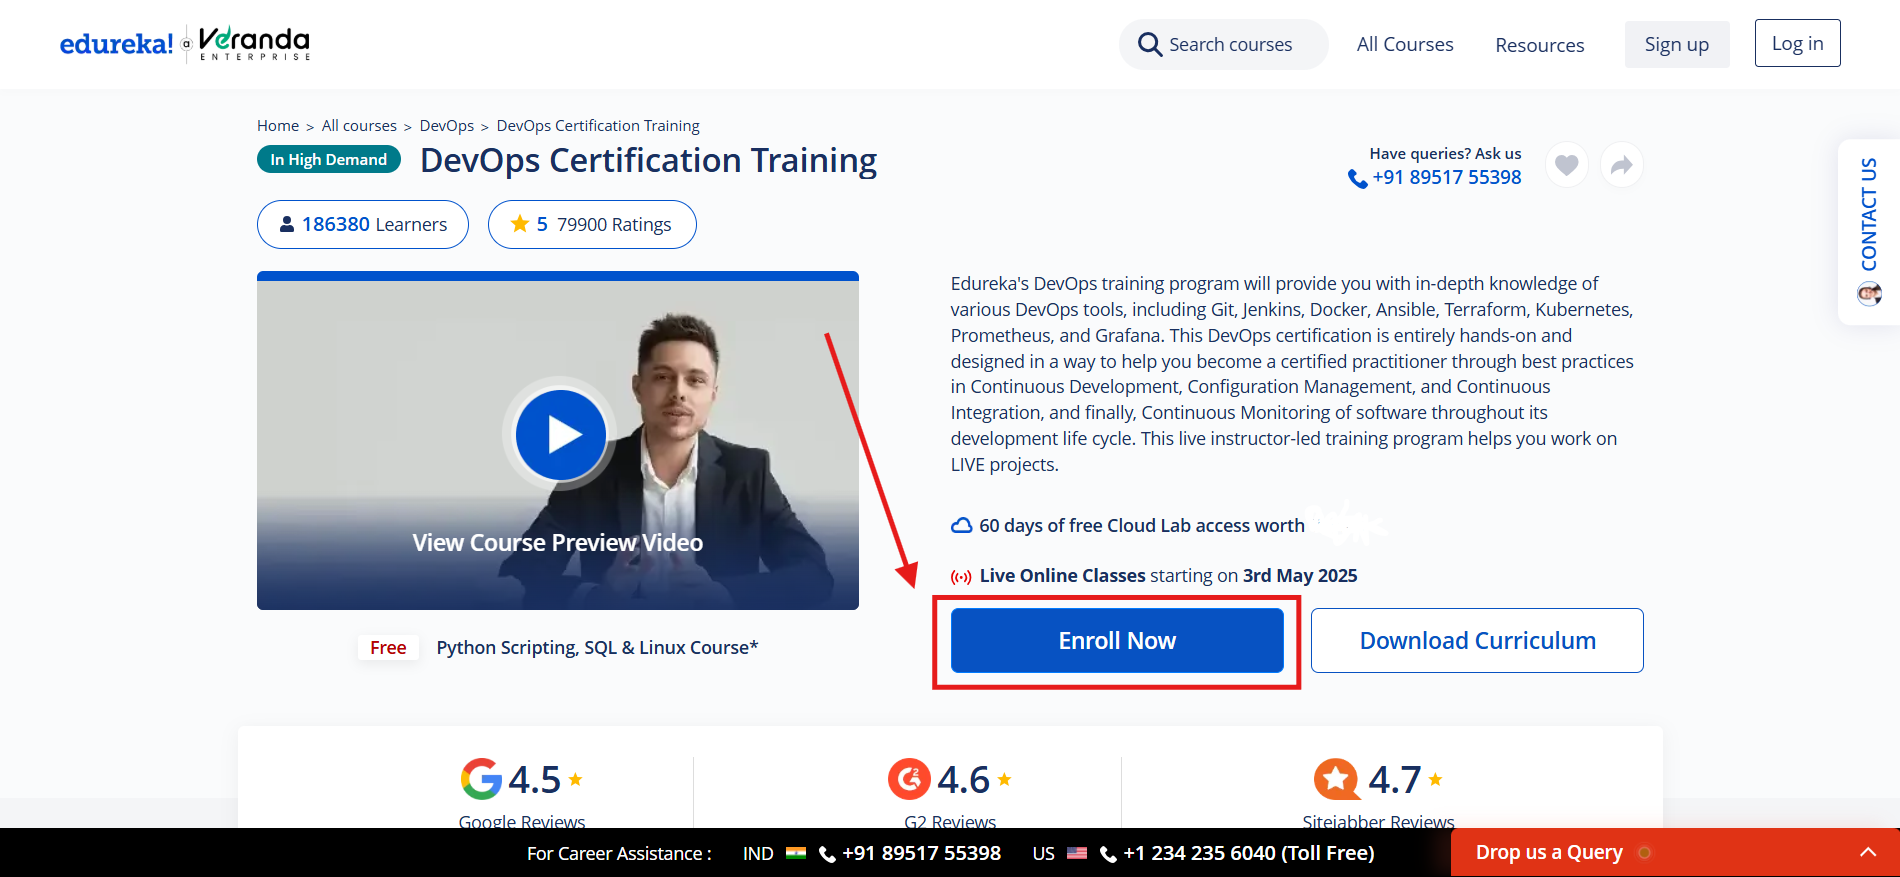 edureka!
a
Veranda
ENTERPRISE
Search courses
All Courses
Resources
Sign up
Log in
Home > All courses > DevOps > DevOps Certification Training
In High Demand
DevOps Certification Training
Have queries? Ask us
+91 89517 55398
186380 Learners
5 79900 Ratings
CONTACT US
View Course Preview Video
Free
Python Scripting, SQL & Linux Course*
Edureka's DevOps training program will provide you with in-depth knowledge of
various DevOps tools, including Git, Jenkins, Docker, Ansible, Terraform, Kubernetes,
Prometheus, and Grafana. This DevOps certification is entirely hands-on and
designed in a way to help you become a certified practitioner through best practices
in Continuous Development, Configuration Management, and Continuous
Integration, and finally, Continuous Monitoring of software throughout its
development life cycle. This live instructor-led training program helps you work on
LIVE projects.
60 days of free Cloud Lab access worth
Live Online Classes starting on 3rd May 2025
Enroll Now
Download Curriculum
4.5
Google Reviews
4.6
G2 Reviews
4.7
Sitejabber Reviews
For Career Assistance :
IND +91 89517 55398
US +1 234 235 6040 (Toll Free)
Drop us a Query